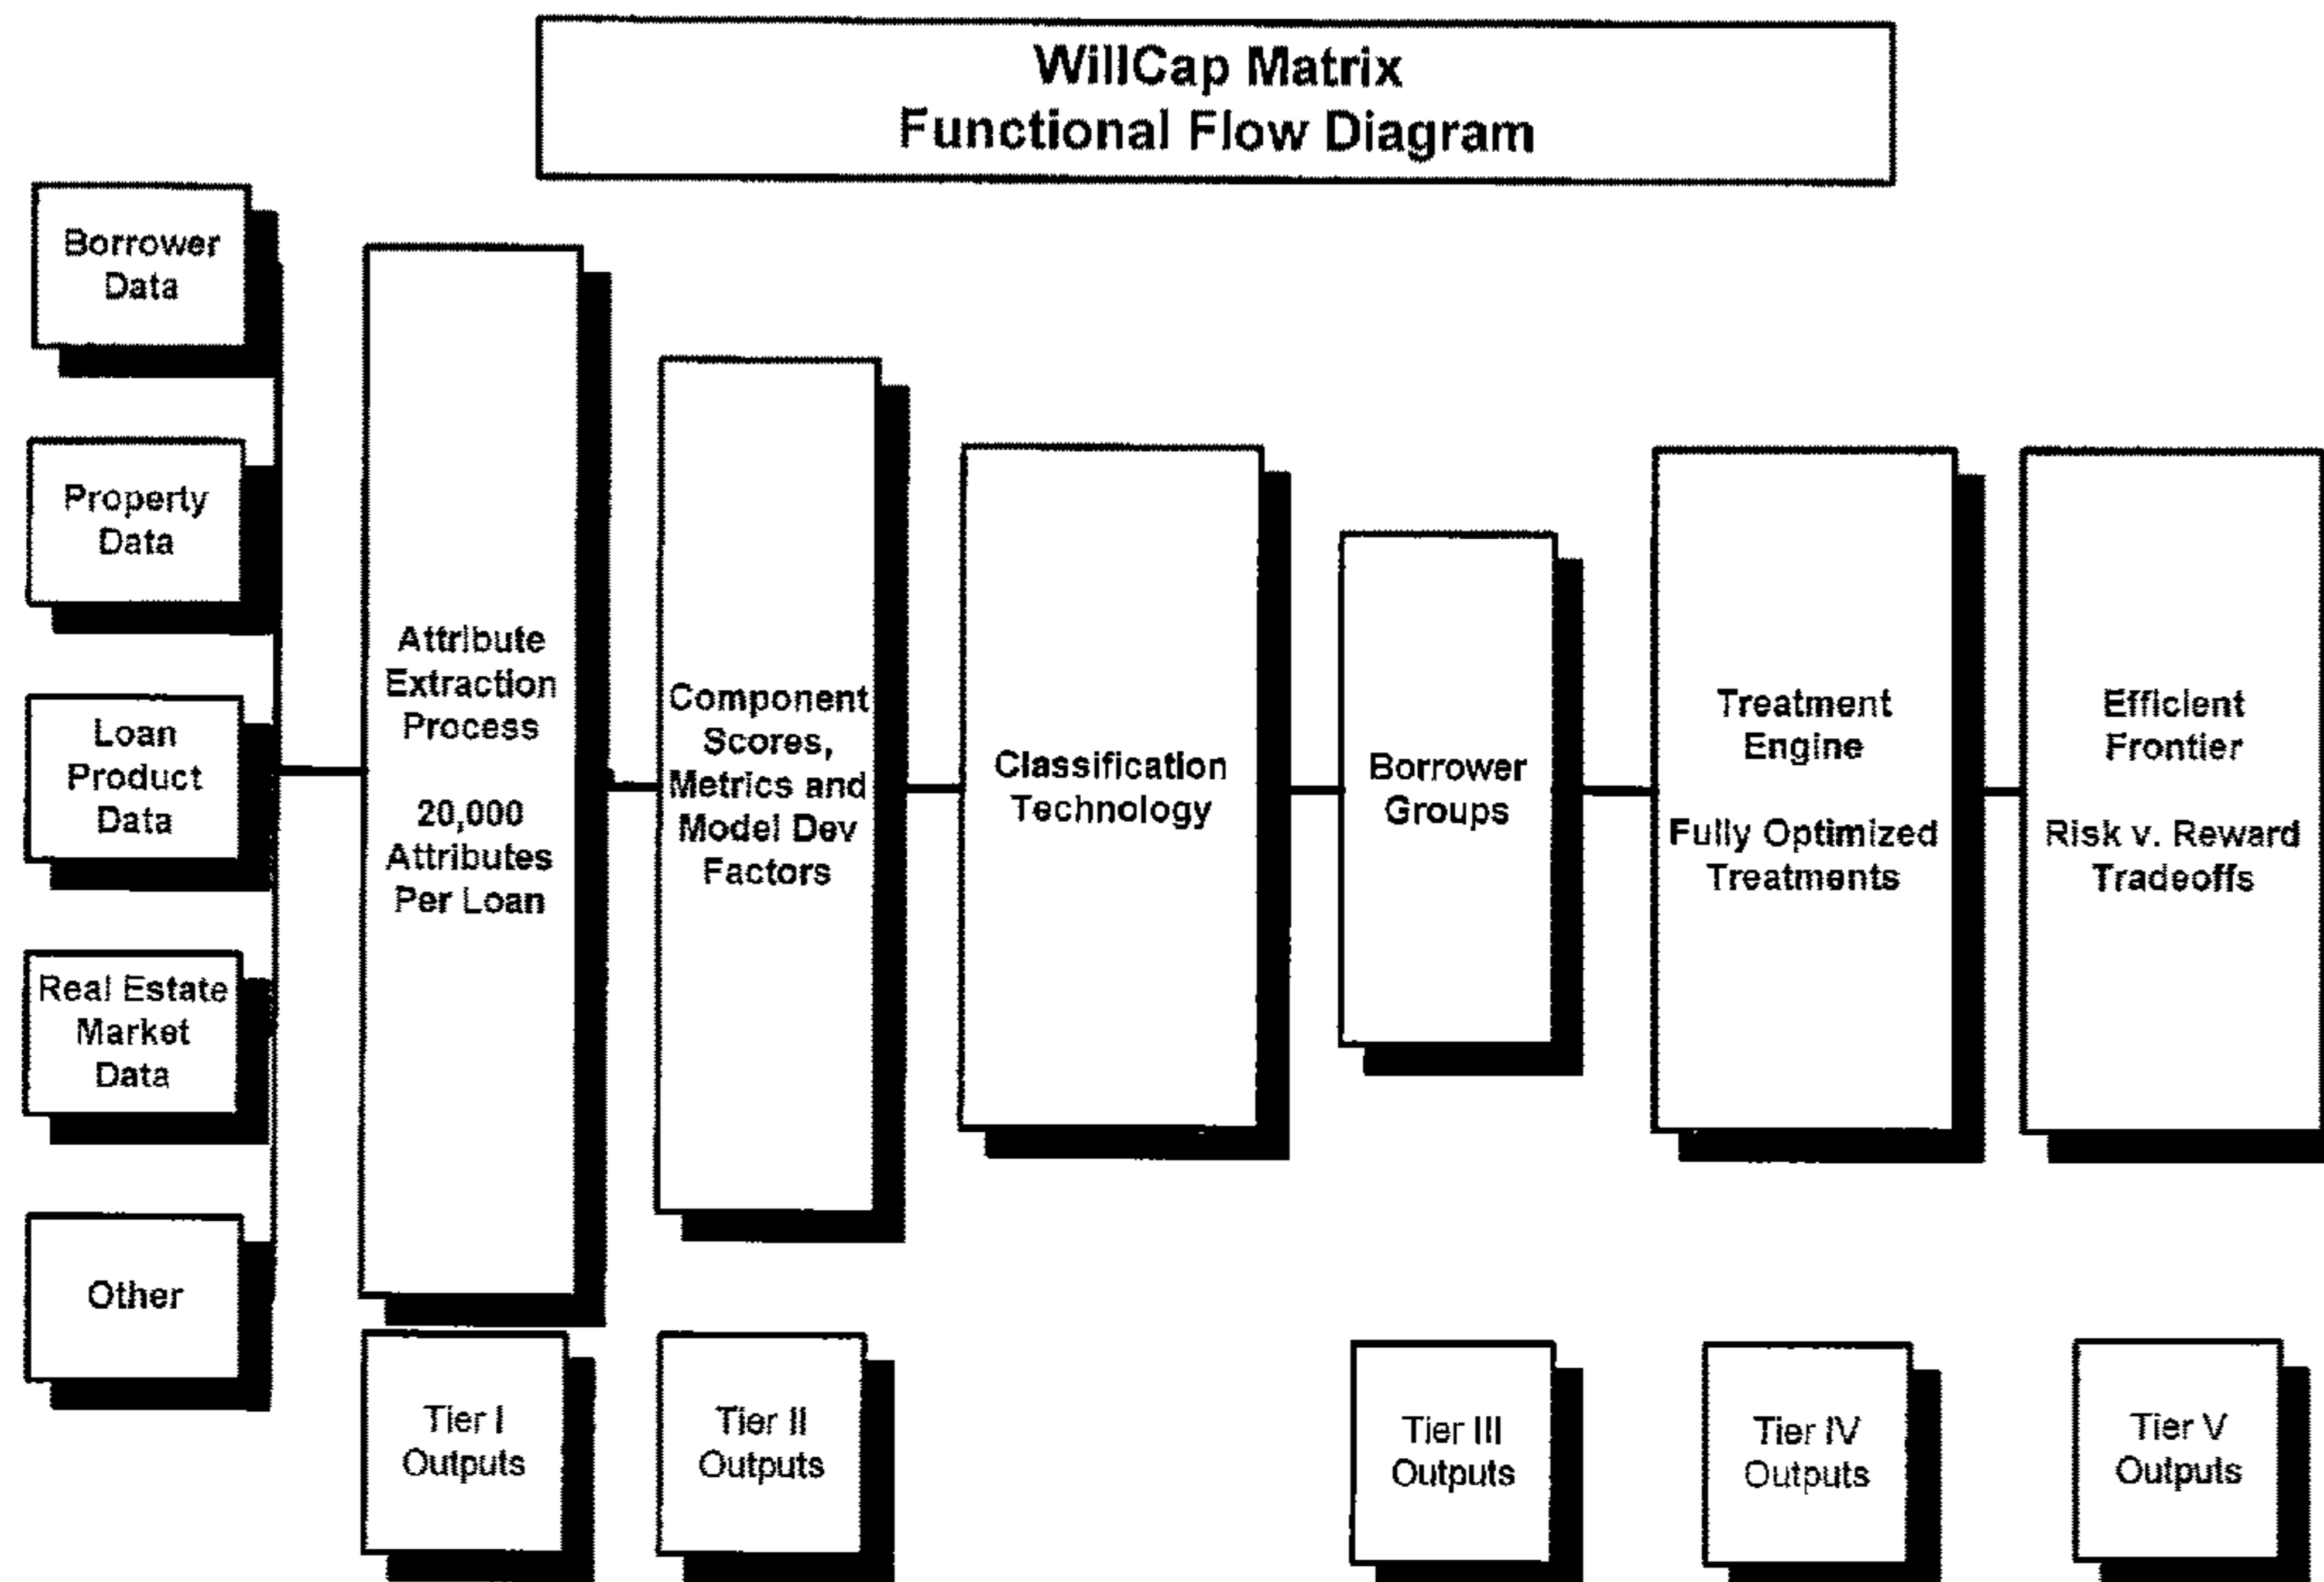 WillCap Matrix
Functional Flow Diagram
Borrower
Data
Property
Data
Loan
Product
Data
Real Estate
Market
Data
Other
Attribute
Extraction
Process
20,000
Attributes
Per Loan
Component
Scores,
Metrics and
Model Dev
Factors
Classification
Technology
Borrower
Groups
Treatment
Engine
Fully Optimized
Treatments
Efficient
Frontier
Risk v. Reward
Tradeoffs
Tier I
Outputs
Tier II
Outputs
Tier III
Outputs
Tier IV
Outputs
Tier V
Outputs